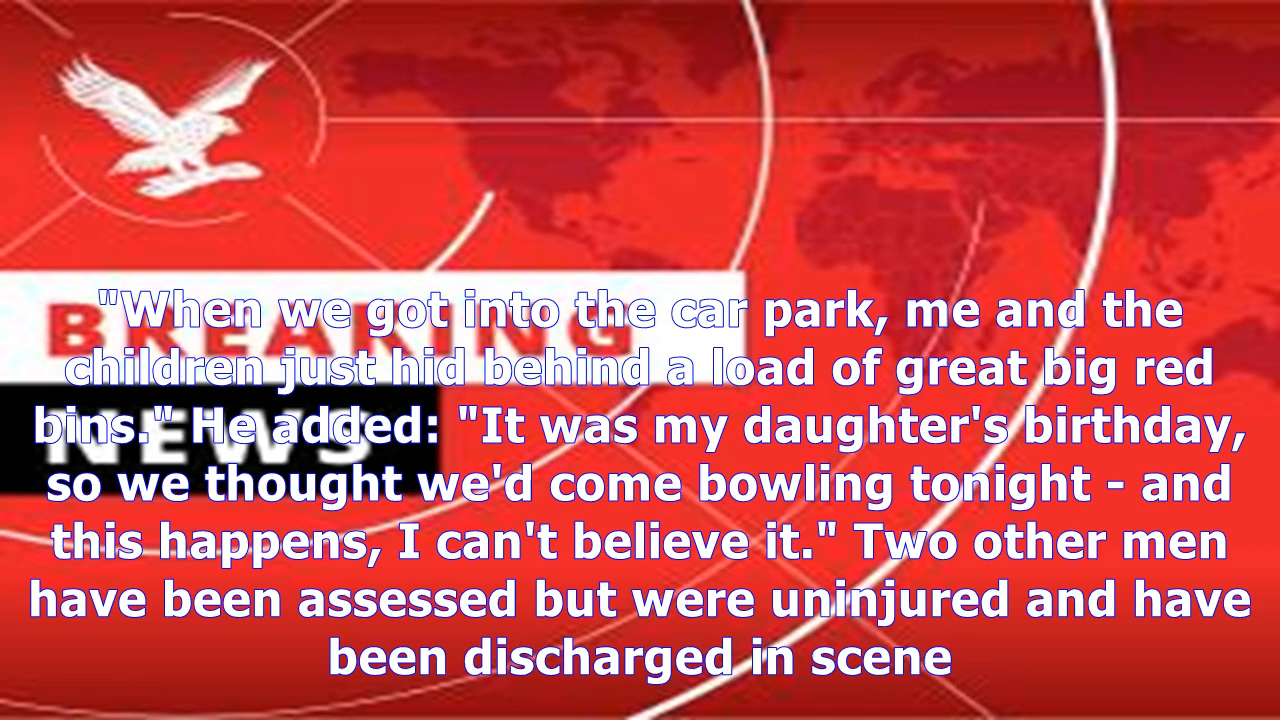 BREAKING
NEWS
"When we got into the car park, me and the
children just hid behind a load of great big red
bins." He added: "It was my daughter's birthday,
so we thought we'd come bowling tonight - and
this happens, I can't believe it." Two other men
have been assessed but were uninjured and have
been discharged in scene